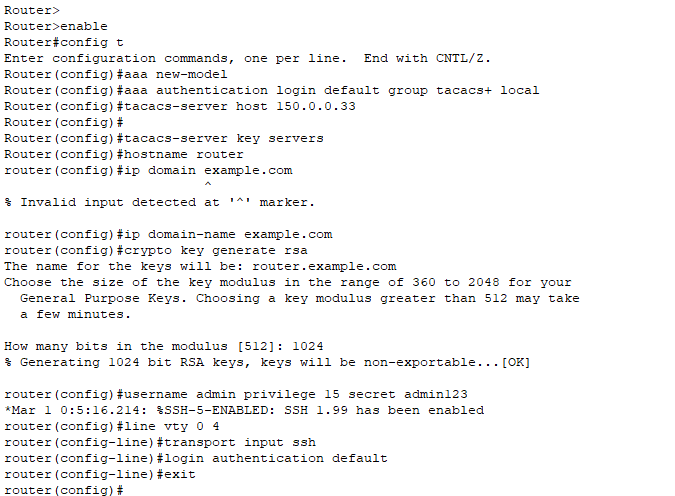 Router>
Router>enable
Router#config t
Enter configuration commands, one per line.  End with CNTL/Z.
Router(config)#aaa new-model
Router(config)#aaa authentication login default group tacacs+ local
Router(config)#tacacs-server host 150.0.0.33
Router(config)#
Router(config)#tacacs-server key servers
Router(config)#hostname router
router(config)#ip domain example.com
                         ^
% Invalid input detected at '^' marker.

router(config)#ip domain-name example.com
router(config)#crypto key generate rsa
The name for the keys will be: router.example.com
Choose the size of the key modulus in the range of 360 to 2048 for your
  General Purpose Keys. Choosing a key modulus greater than 512 may take
  a few minutes.

How many bits in the modulus [512]: 1024
% Generating 1024 bit RSA keys, keys will be non-exportable...[OK]

router(config)#username admin privilege 15 secret admin123
*Mar 1 0:5:16.214: %SSH-5-ENABLED: SSH 1.99 has been enabled
router(config)#line vty 0 4
router(config-line)#transport input ssh
router(config-line)#login authentication default
router(config-line)#exit
router(config)#